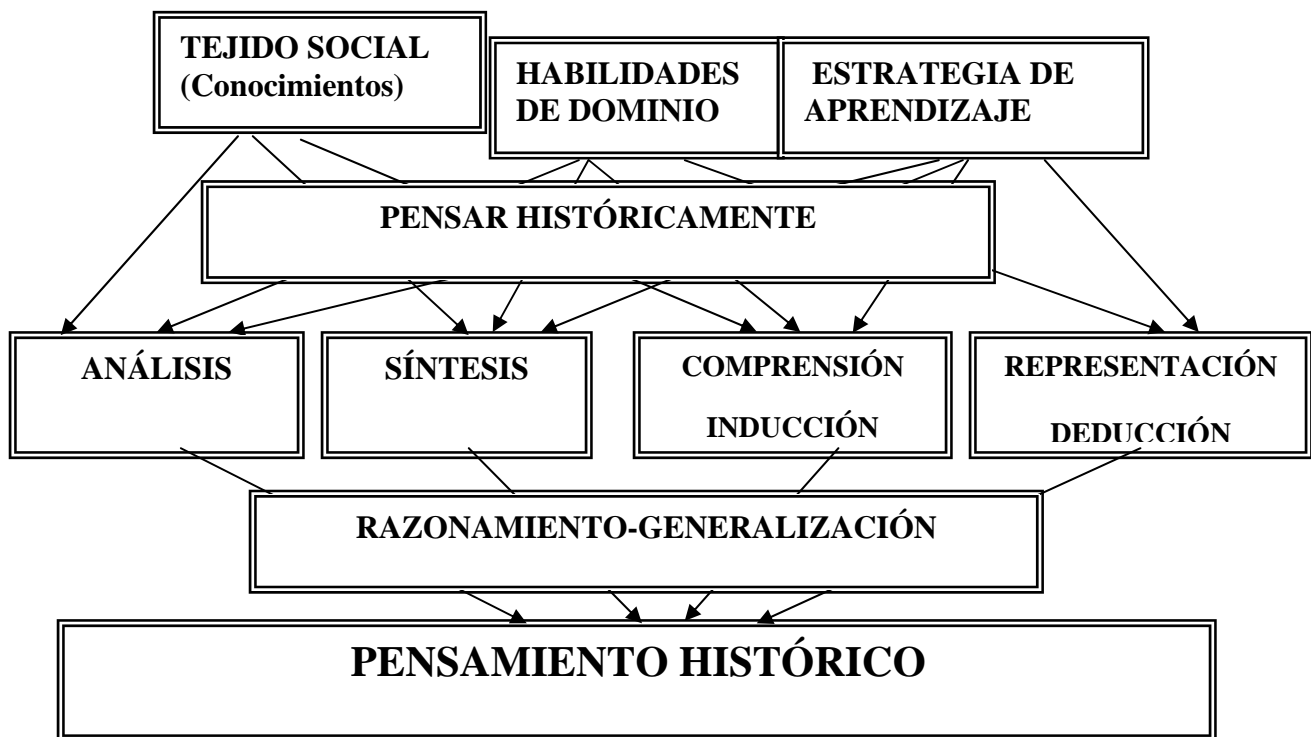 TEJIDO SOCIAL
(Conocimientos)
HABILIDADES
DE DOMINIO
ESTRATEGIA DE
APRENDIZAJE
PENSAR HISTÓRICAMENTE
ANÁLISIS
SÍNTESIS
COMPRENSIÓN
INDUCCIÓN
REPRESENTACIÓN
DEDUCCIÓN
RAZONAMIENTO-GENERALIZACIÓN
PENSAMIENTO HISTÓRICO